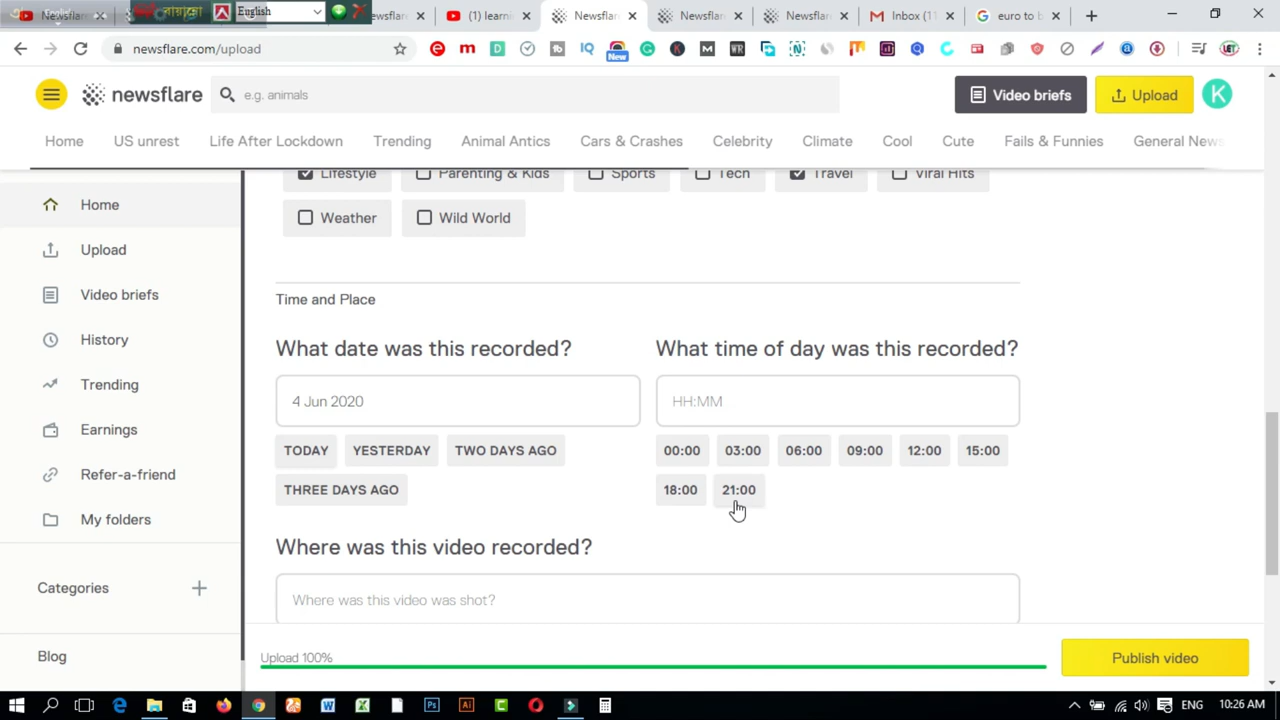 Newsflare
English
wsflare
(1) learn
Newsflar
Newsflar
Newsflar
Inbox (1
euro to b
newsflare.com/upload
New
newsflare
e.g. animals
Video briefs
Upload
K
Home
US unrest
Life After Lockdown
Trending
Animal Antics
Cars & Crashes
Celebrity
Climate
Cool
Cute
Fails & Funnies
General News
Home
Upload
Video briefs
History
Trending
Earnings
Refer-a-friend
My folders
Categories
Blog
Lifestyle
Parenting & Kids
Sports
Tech
Travel
Viral Hits
Weather
Wild World
Time and Place
What date was this recorded?
What time of day was this recorded?
4 Jun 2020
HH:MM
TODAY
YESTERDAY
TWO DAYS AGO
THREE DAYS AGO
00:00
03:00
06:00
09:00
12:00
15:00
18:00
21:00
Where was this video recorded?
Where was this video was shot?
Upload 100%
Publish video
ENG
10:26 AM